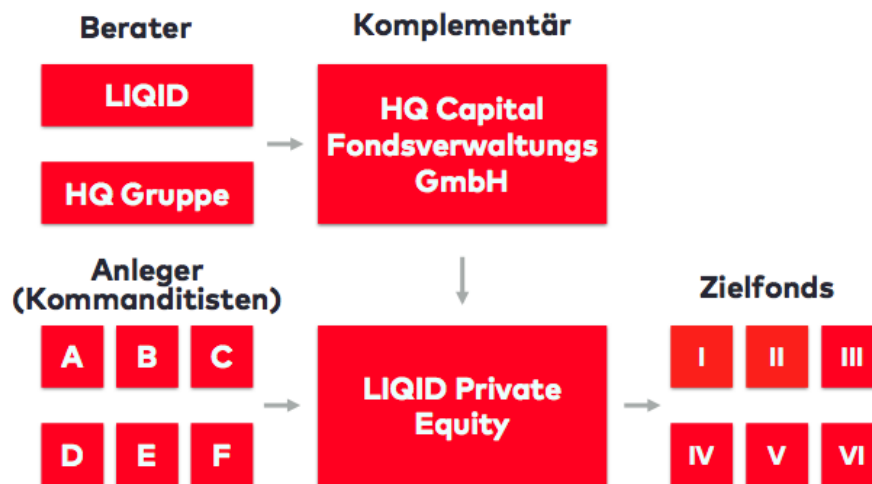 Berater
LIQID
HQ Gruppe
Komplementär
HQ Capital
Fondsverwaltungs
GmbH
Anleger
(Kommanditisten)
A B C
D E F
LIQID Private
Equity
Zielfonds
I II III
IV V VI